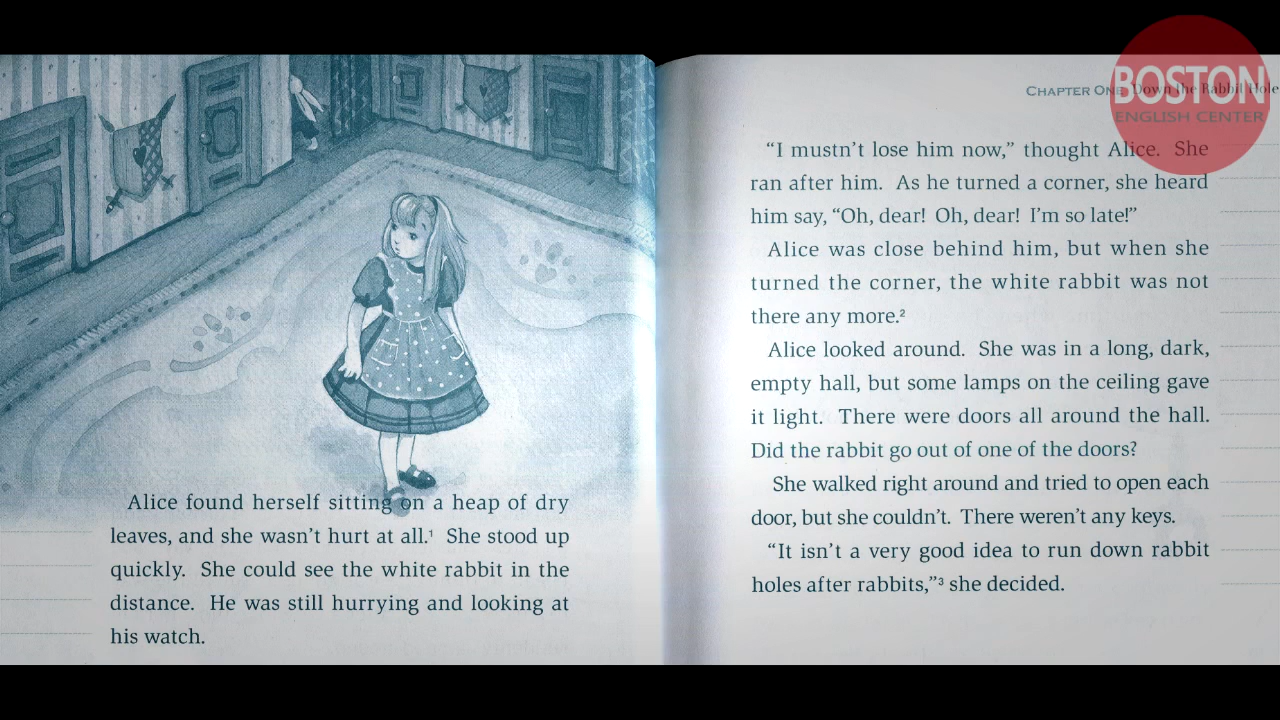 Alice found herself sitting on a heap of dry
leaves, and she wasn't hurt at all.¹ She stood up
quickly. She could see the white rabbit in the
distance. He was still hurrying and looking at
his watch.
BOSTON
ENGLISH CENTER
CHAPTER ONE Down the Rabbit Hole
“I mustn't lose him now,” thought Alice. She
ran after him. As he turned a corner, she heard
him say, “Oh, dear! Oh, dear! I'm so late!”
Alice was close behind him, but when she
turned the corner, the white rabbit was not
there any more.²
Alice looked around. She was in a long, dark,
empty hall, but some lamps on the ceiling gave
it light. There were doors all around the hall.
Did the rabbit go out of one of the doors?
She walked right around and tried to open each
door, but she couldn't. There weren't any keys.
“It isn't a very good idea to run down rabbit
holes after rabbits,”³ she decided.